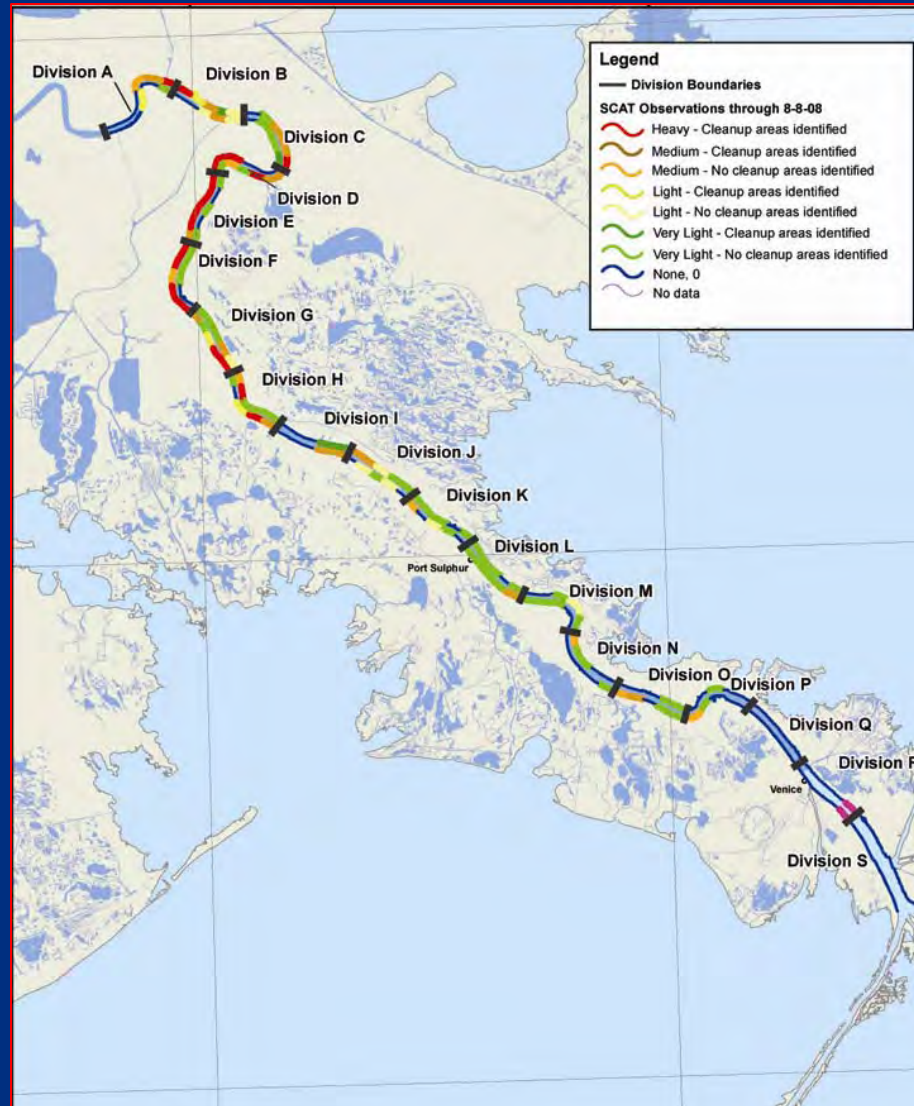 Division A
Division B
Division C
Division D
Division E
Division F
Division G
Division H
Division I
Division J
Division K
Division L
Port Sulphur
Division M
Division N
Division O
Division P
Division Q
Division
Venice
Division S
Legend
Division Boundaries
SCAT Observations through 8-8-08
Heavy - Cleanup areas identified
Medium - Cleanup areas identified
Medium - No cleanup areas identified
Light - Cleanup areas identified
Light - No cleanup areas identified
Very Light - Cleanup areas identified
Very Light - No cleanup areas identified
None, 0
No data